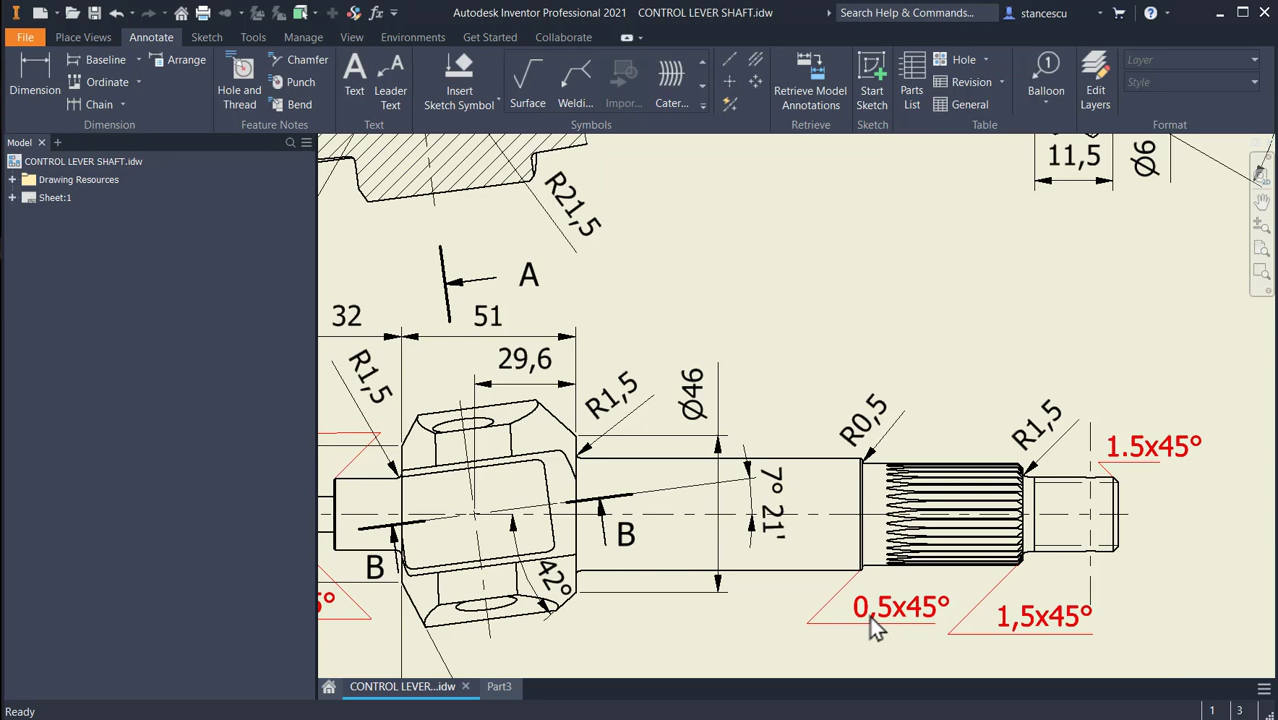 Autodesk Inventor Professional 2021 CONTROL LEVER SHAFT.idw
Search Help & Commands...
stancescu
File Place Views Annotate Sketch Tools Manage View Environments Get Started Collaborate
Dimension
Baseline
Ordinate
Chain
Arrange
Hole and Thread
Chamfer
Punch
Bend
Text
Leader Text
Insert Sketch Symbol
Surface
Weldi...
Impor...
Cater...
Retrieve Model Annotations
Start Sketch
Parts List
Hole
Revision
General
Balloon
Edit Layers
Layer
Style
Dimension Feature Notes Text Symbols Retrieve Sketch Table Format
Model
CONTROL LEVER SHAFT.idw
Drawing Resources
Sheet:1
11,5
Ø6
R21,5
A
32
51
29,6
R1,5
R1,5
Ø46
R0,5
R1,5
1.5x45°
7° 21'
B
B
42°
5°
0,5x45°
1,5x45°
CONTROL LEVER...idw
Part3
Ready
1
3